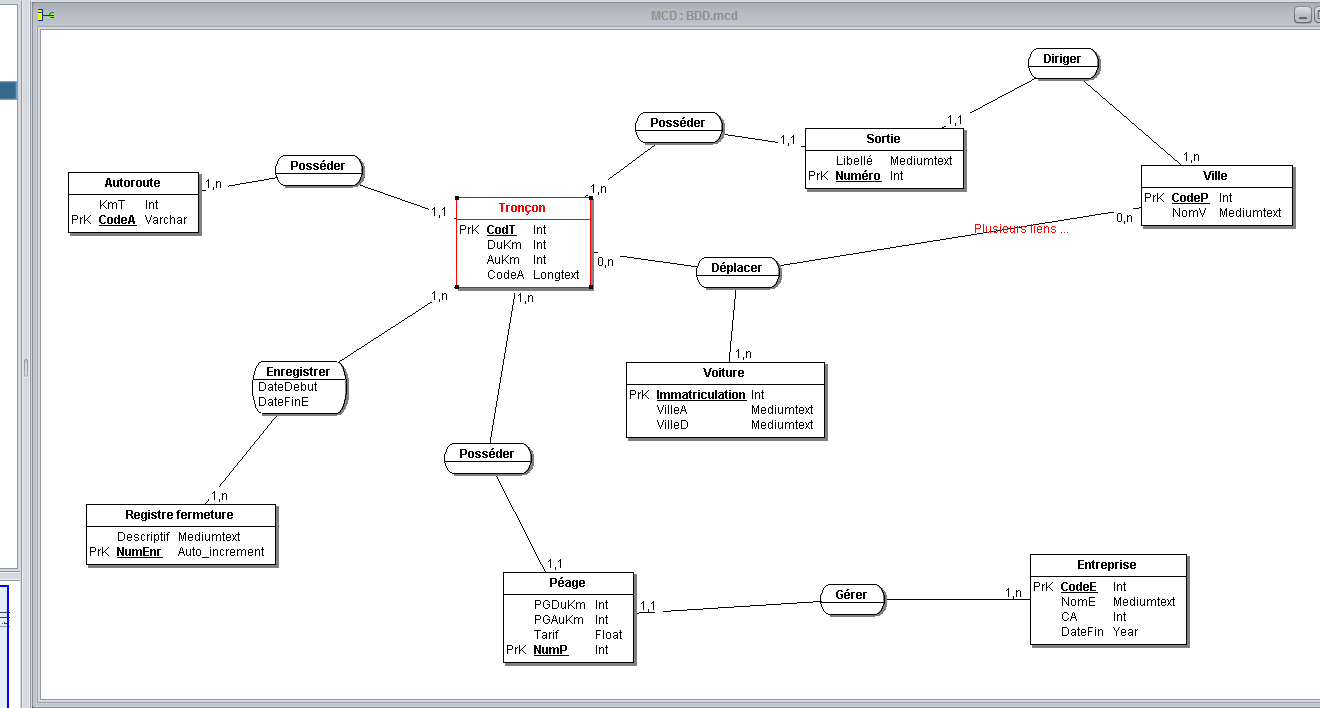 MCD : BDD.mcd
Diriger
1,1
1,n
Posséder
1,n
1,1
Sortie
Libellé Mediumtext
PrK Numéro Int
Ville
PrK CodeP Int
NomV Mediumtext
0,n
Posséder
1,n
1,1
Autoroute
KmT Int
PrK CodeA Varchar
Tronçon
PrK CodT Int
DuKm Int
AuKm Int
CodeA Longtext
Plusieurs liens ...
0,n
Déplacer
1,n
1,n
1,n
Enregistrer
DateDebut
DateFinE
1,n
Voiture
PrK Immatriculation Int
VilleA Mediumtext
VilleD Mediumtext
Posséder
1,1
Registre fermeture
Descriptif Mediumtext
PrK NumEnr Auto_increment
Péage
PGDuKm Int
PGAuKm Int
Tarif Float
PrK NumP Int
1,1
Gérer
1,n
Entreprise
PrK CodeE Int
NomE Mediumtext
CA Int
DateFin Year